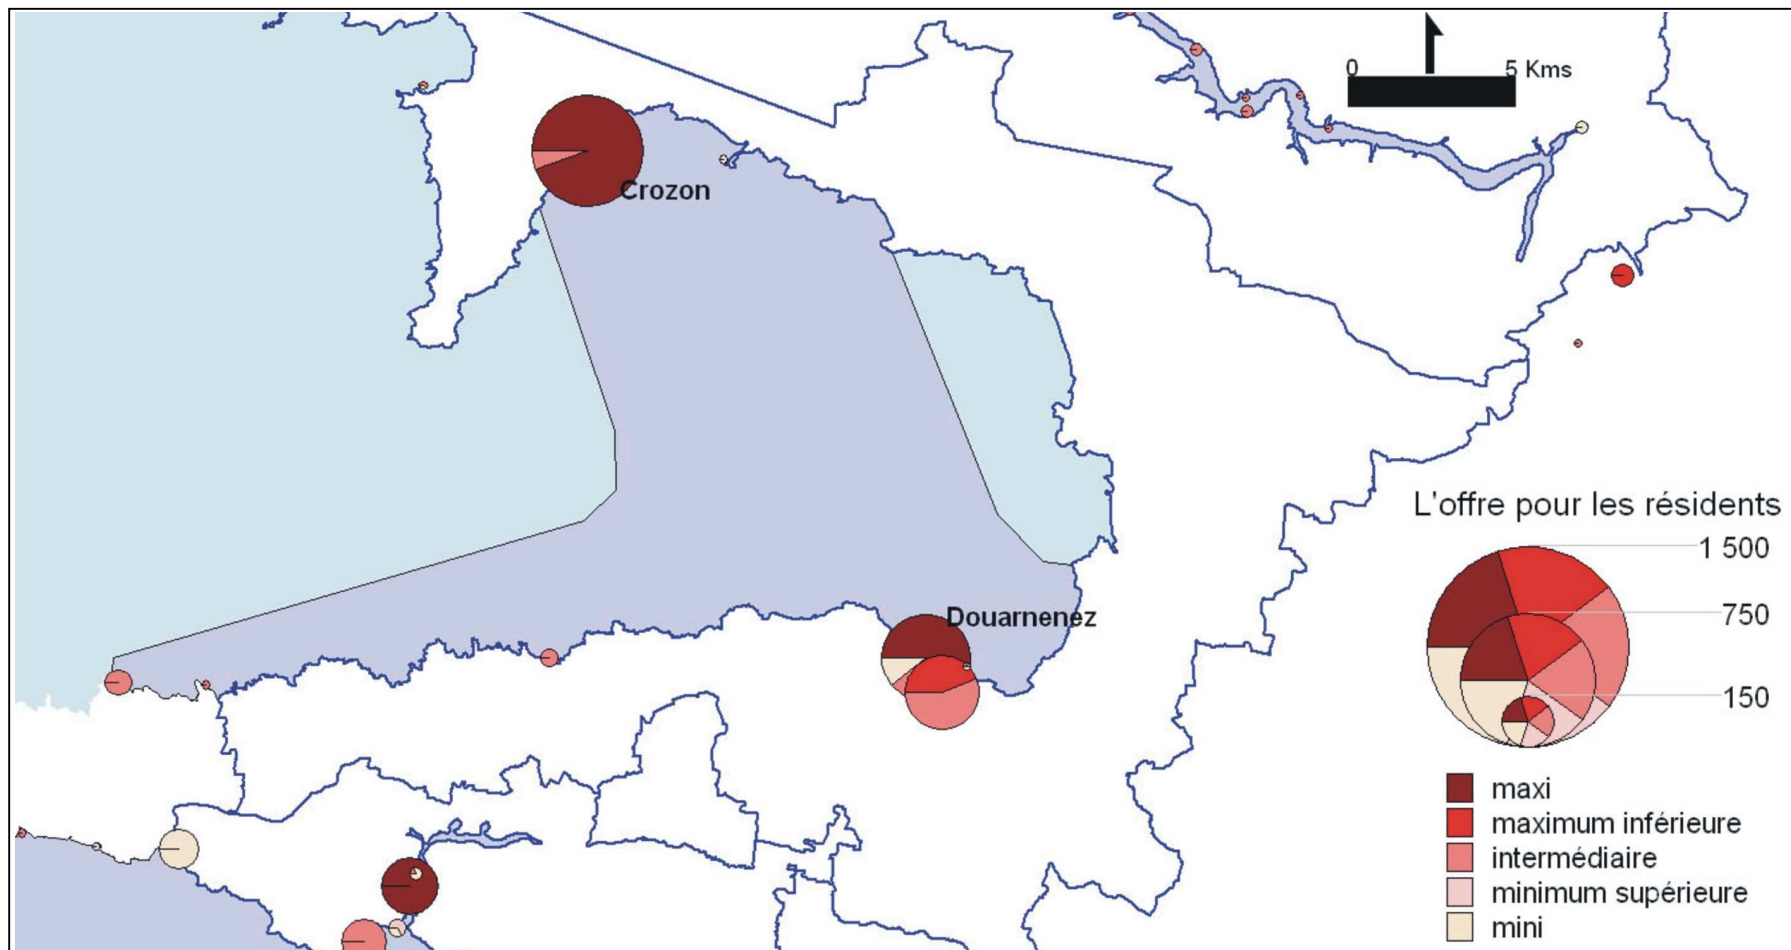 0 5 Kms
Crozon
L'offre pour les résidents
1 500
750
Douarnenez
150
maxi
maximum inférieure
intermédiaire
minimum supérieure
mini